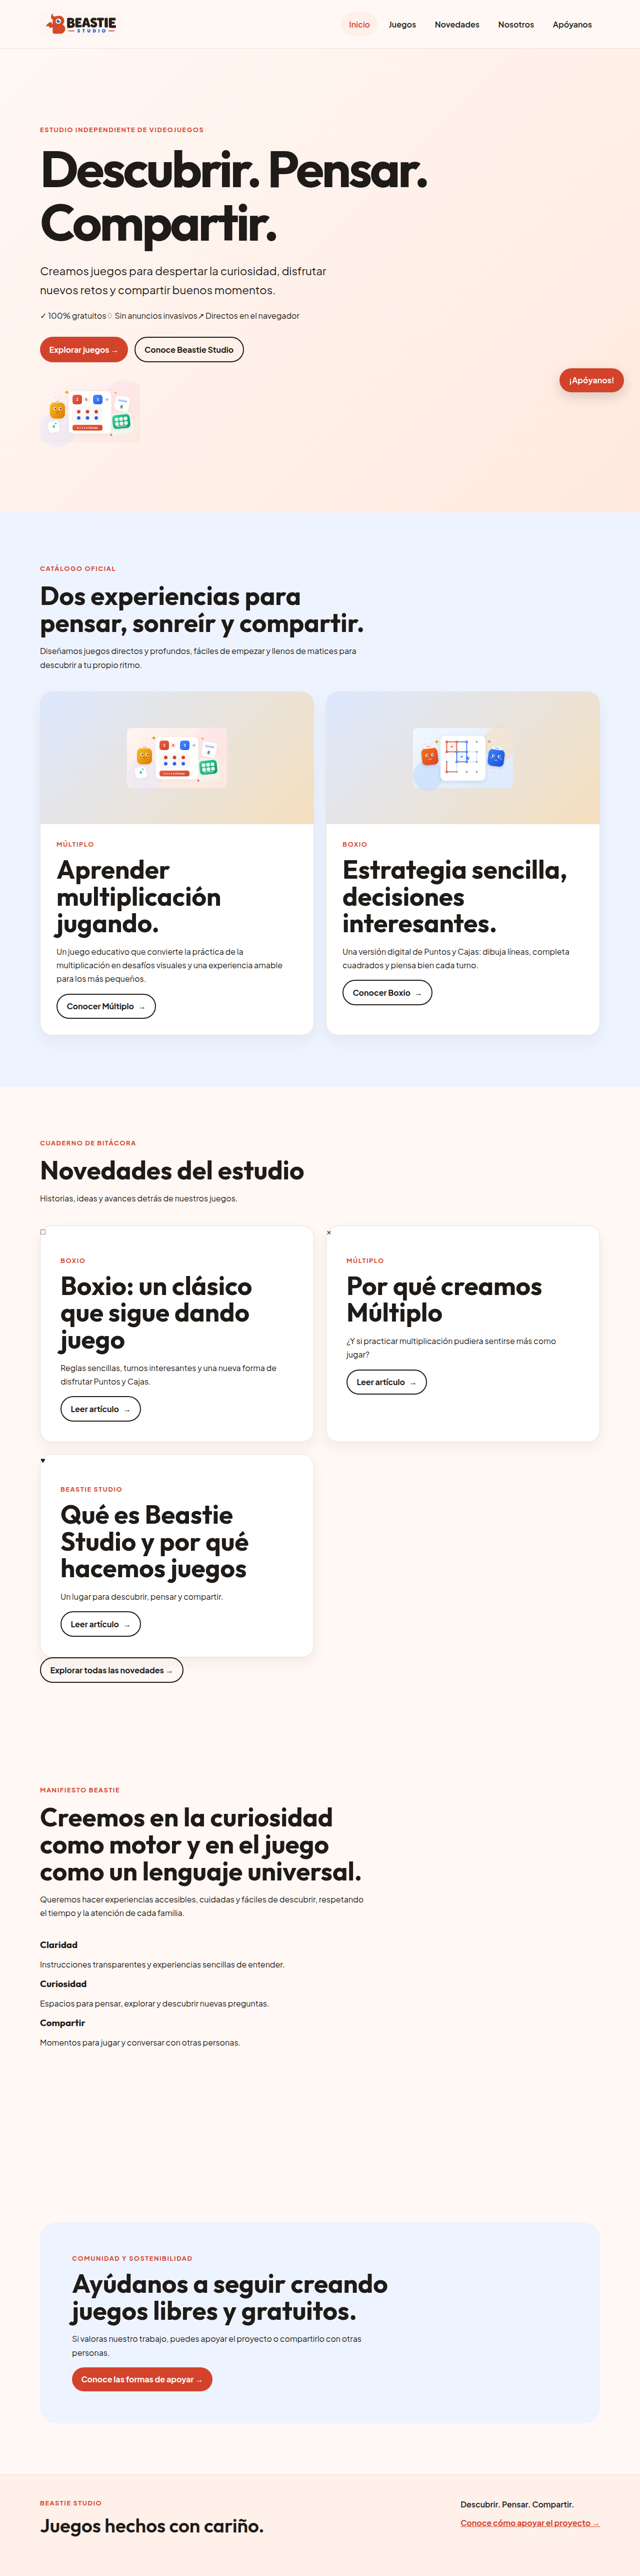 BEASTIE
STUDIO
Inicio Juegos Novedades Nosotros Apóyanos
ESTUDIO INDEPENDIENTE DE VIDEOJUEGOS
Descubrir. Pensar.
Compartir.
Creamos juegos para despertar la curiosidad, disfrutar
nuevos retos y compartir buenos momentos.
✓ 100% gratuitos♢ Sin anuncios invasivos↗ Directos en el navegador
Explorar juegos → Conoce Beastie Studio
¡Apóyanos!
CATÁLOGO OFICIAL
Dos experiencias para
pensar, sonreír y compartir.
Diseñamos juegos directos y profundos, fáciles de empezar y llenos de matices para
descubrir a tu propio ritmo.
MÚLTIPLO
Aprender
multiplicación
jugando.
Un juego educativo que convierte la práctica de la
multiplicación en desafíos visuales y una experiencia amable
para los más pequeños.
Conocer Múltiplo →
BOXIO
Estrategia sencilla,
decisiones
interesantes.
Una versión digital de Puntos y Cajas: dibuja líneas, completa
cuadrados y piensa bien cada turno.
Conocer Boxio →
CUADERNO DE BITÁCORA
Novedades del estudio
Historias, ideas y avances detrás de nuestros juegos.
□
BOXIO
Boxio: un clásico
que sigue dando
juego
Reglas sencillas, turnos interesantes y una nueva forma de
disfrutar Puntos y Cajas.
Leer artículo →
×
MÚLTIPLO
Por qué creamos
Múltiplo
¿Y si practicar multiplicación pudiera sentirse más como
jugar?
Leer artículo →
♥
BEASTIE STUDIO
Qué es Beastie
Studio y por qué
hacemos juegos
Un lugar para descubrir, pensar y compartir.
Leer artículo →
Explorar todas las novedades →
MANIFIESTO BEASTIE
Creemos en la curiosidad
como motor y en el juego
como un lenguaje universal.
Queremos hacer experiencias accesibles, cuidadas y fáciles de descubrir, respetando
el tiempo y la atención de cada familia.
Claridad
Instrucciones transparentes y experiencias sencillas de entender.
Curiosidad
Espacios para pensar, explorar y descubrir nuevas preguntas.
Compartir
Momentos para jugar y conversar con otras personas.
COMUNIDAD Y SOSTENIBILIDAD
Ayúdanos a seguir creando
juegos libres y gratuitos.
Si valoras nuestro trabajo, puedes apoyar el proyecto o compartirlo con otras
personas.
Conoce las formas de apoyar →
BEASTIE STUDIO
Juegos hechos con cariño.
Descubrir. Pensar. Compartir.
Conoce cómo apoyar el proyecto →